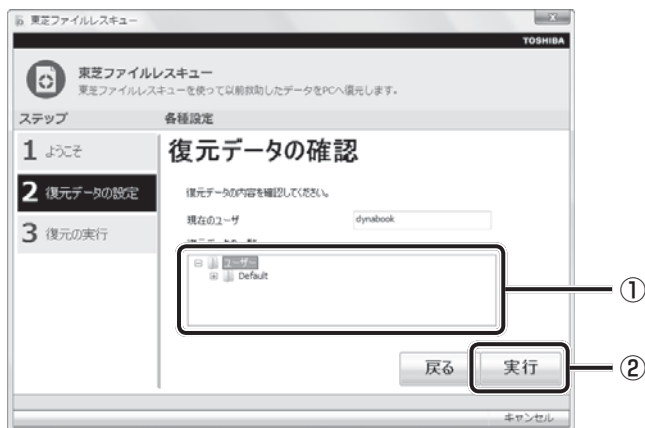 東芝ファイルレスキュー
TOSHIBA
東芝ファイルレスキュー
東芝ファイルレスキューを使って以前救助したデータをPCへ復元します。
ステップ 各種設定
1 ようこそ
2 復元データの設定
3 復元の実行
復元データの確認
復元データの内容を確認してください。
現在のユーザ dynabook
ユーザー
Default
①
戻る 実行 ②
キャンセル